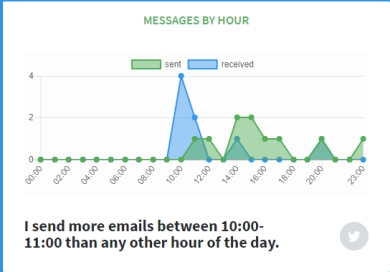 MESSAGES BY HOUR
sent received
4
2
0
00:00 02:00 04:00 06:00 08:00 10:00 12:00 14:00 16:00 18:00 20:00 23:00
I send more emails between 10:00-
11:00 than any other hour of the day.